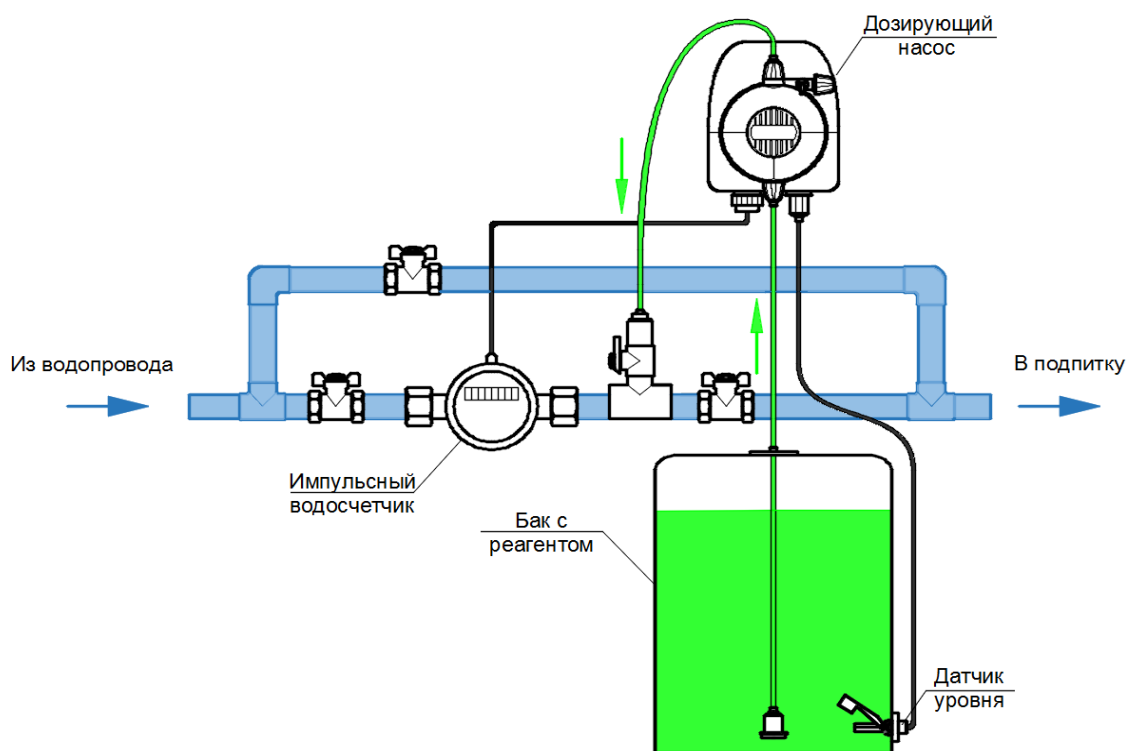 Дозирующий
насос
Из водопровода
В подпитку
Импульсный
водосчетчик
Бак с
реагентом
Датчик
уровня